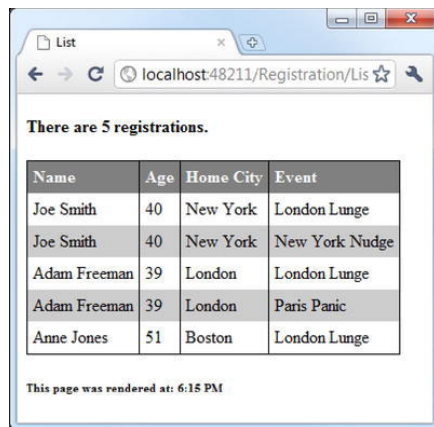 List
localhost:48211/Registration/Lis
There are 5 registrations.
Name Age Home City Event
Joe Smith 40 New York London Lunge
Joe Smith 40 New York New York Nudge
Adam Freeman 39 London London Lunge
Adam Freeman 39 London Paris Panic
Anne Jones 51 Boston London Lunge
This page was rendered at: 6:15 PM